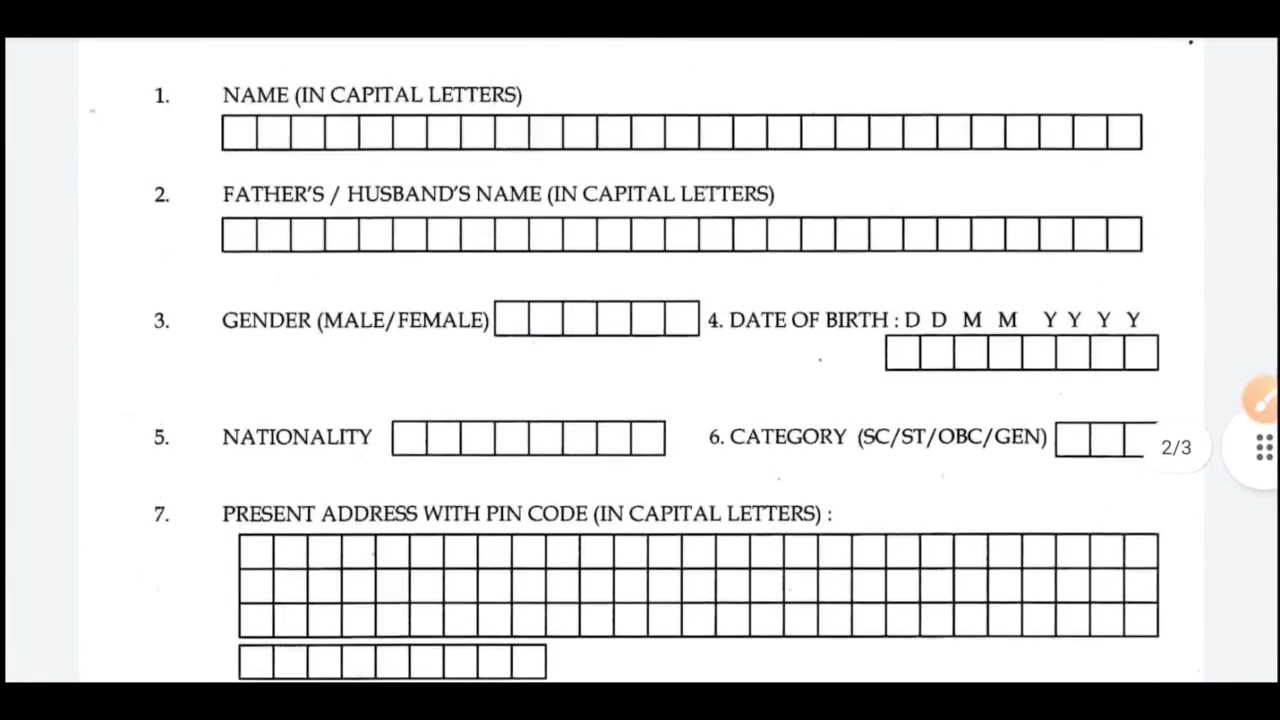 1. NAME (IN CAPITAL LETTERS)
2. FATHER'S / HUSBAND'S NAME (IN CAPITAL LETTERS)
3. GENDER (MALE/FEMALE) 4. DATE OF BIRTH : D D M M Y Y Y Y
5. NATIONALITY 6. CATEGORY (SC/ST/OBC/GEN)
2/3
7. PRESENT ADDRESS WITH PIN CODE (IN CAPITAL LETTERS) :